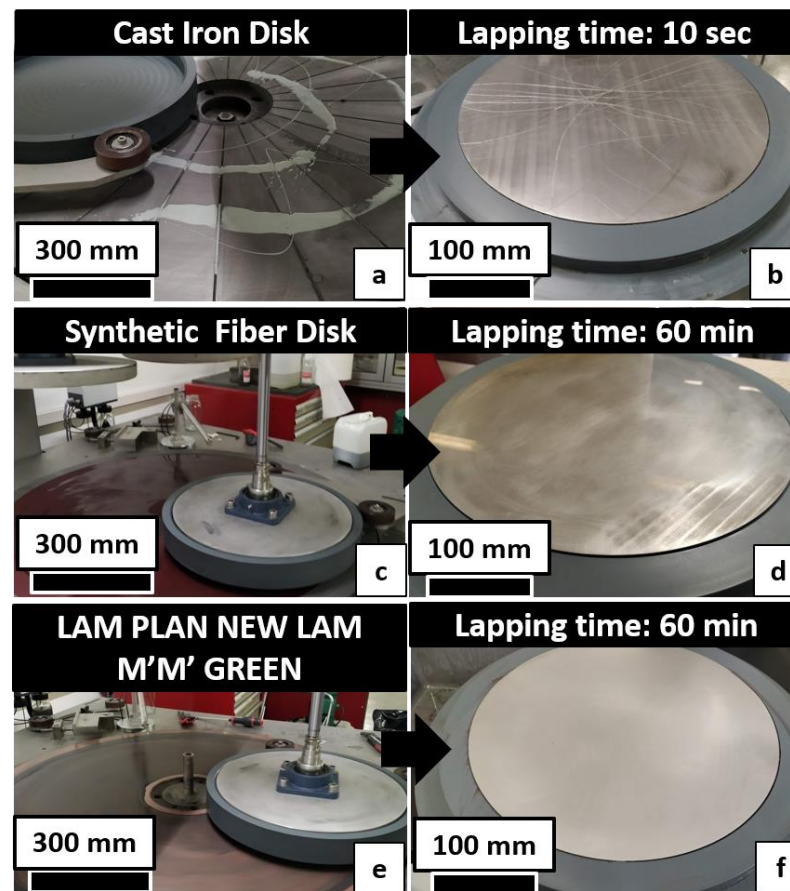 Cast Iron Disk
Lapping time: 10 sec
300 mm
a
100 mm
b
Synthetic Fiber Disk
Lapping time: 60 min
300 mm
c
100 mm
d
LAM PLAN NEW LAM
M'M' GREEN
Lapping time: 60 min
300 mm
e
100 mm
f